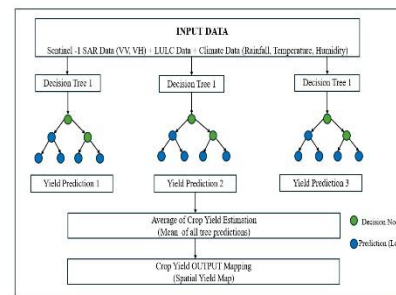 INPUT DATA
Sentinel -1 SAR Data (VV, VH) + LULC Data + Climate Data (Rainfall, Temperature, Humidity)
Decision Tree 1
Decision Tree 1
Decision Tree 1
Yield Prediction 1
Yield Prediction 2
Yield Prediction 3
Average of Crop Yield Estimation
(Mean of all tree predictions)
Decision No
Prediction (Le
Crop Yield OUTPUT Mapping
(Spatial Yield Map)